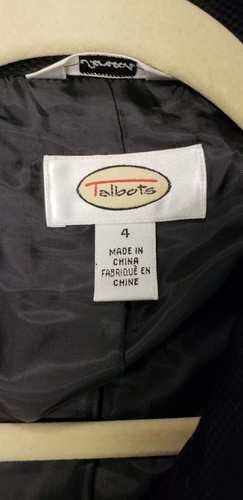 Talbots
4
MADE IN
CHINA
FABRIQUÉ EN
CHINE